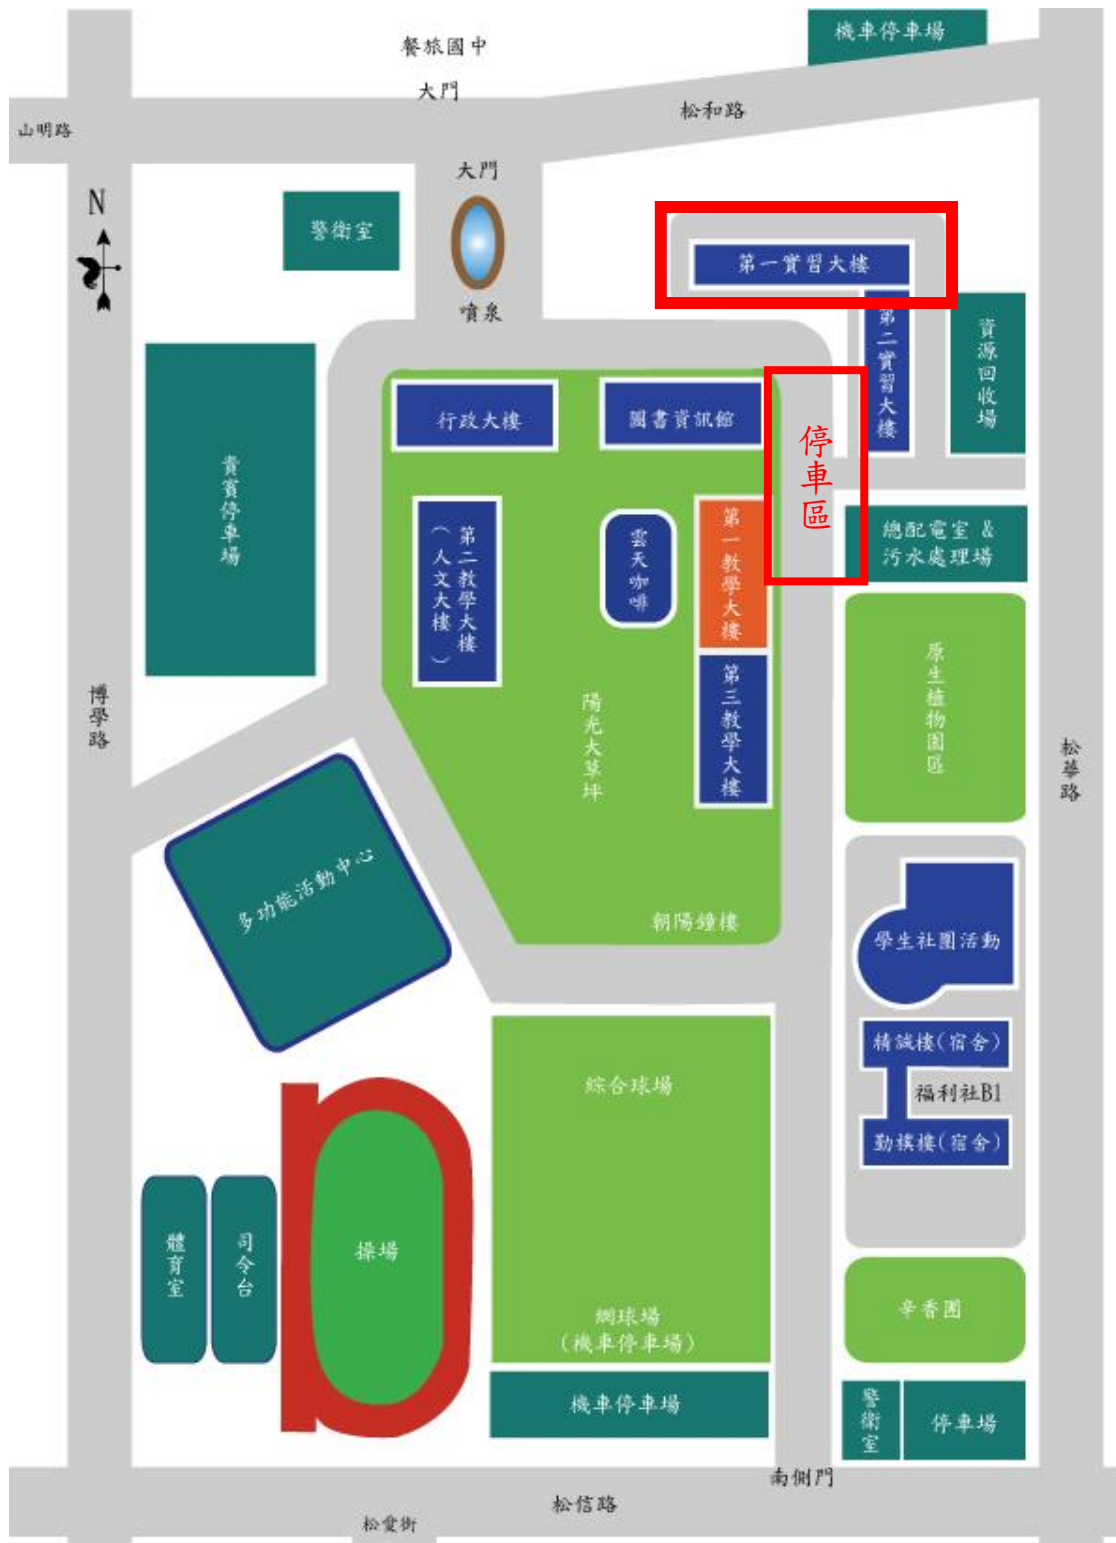 機車停車場
餐旅國中
大門
松和路
山明路
大門
N
警衛室
第一實習大樓
噴泉
第二實習大樓
資源回收場
行政大樓
圖書資訊館
停車區
貴賓停車場
第二教學大樓
（人文大樓）
雲天咖啡
第一教學大樓
總配電室 &
污水處理場
原生植物園區
第三教學大樓
博學路
陽光大草坪
松華路
多功能活動中心
朝陽鐘樓
學生社團活動
精誠樓(宿舍)
綜合球場
福利社B1
勤樸樓(宿舍)
體育室
司令台
操場
辛香園
網球場
(機車停車場)
機車停車場
警衛室
停車場
南側門
松信路
松愛街